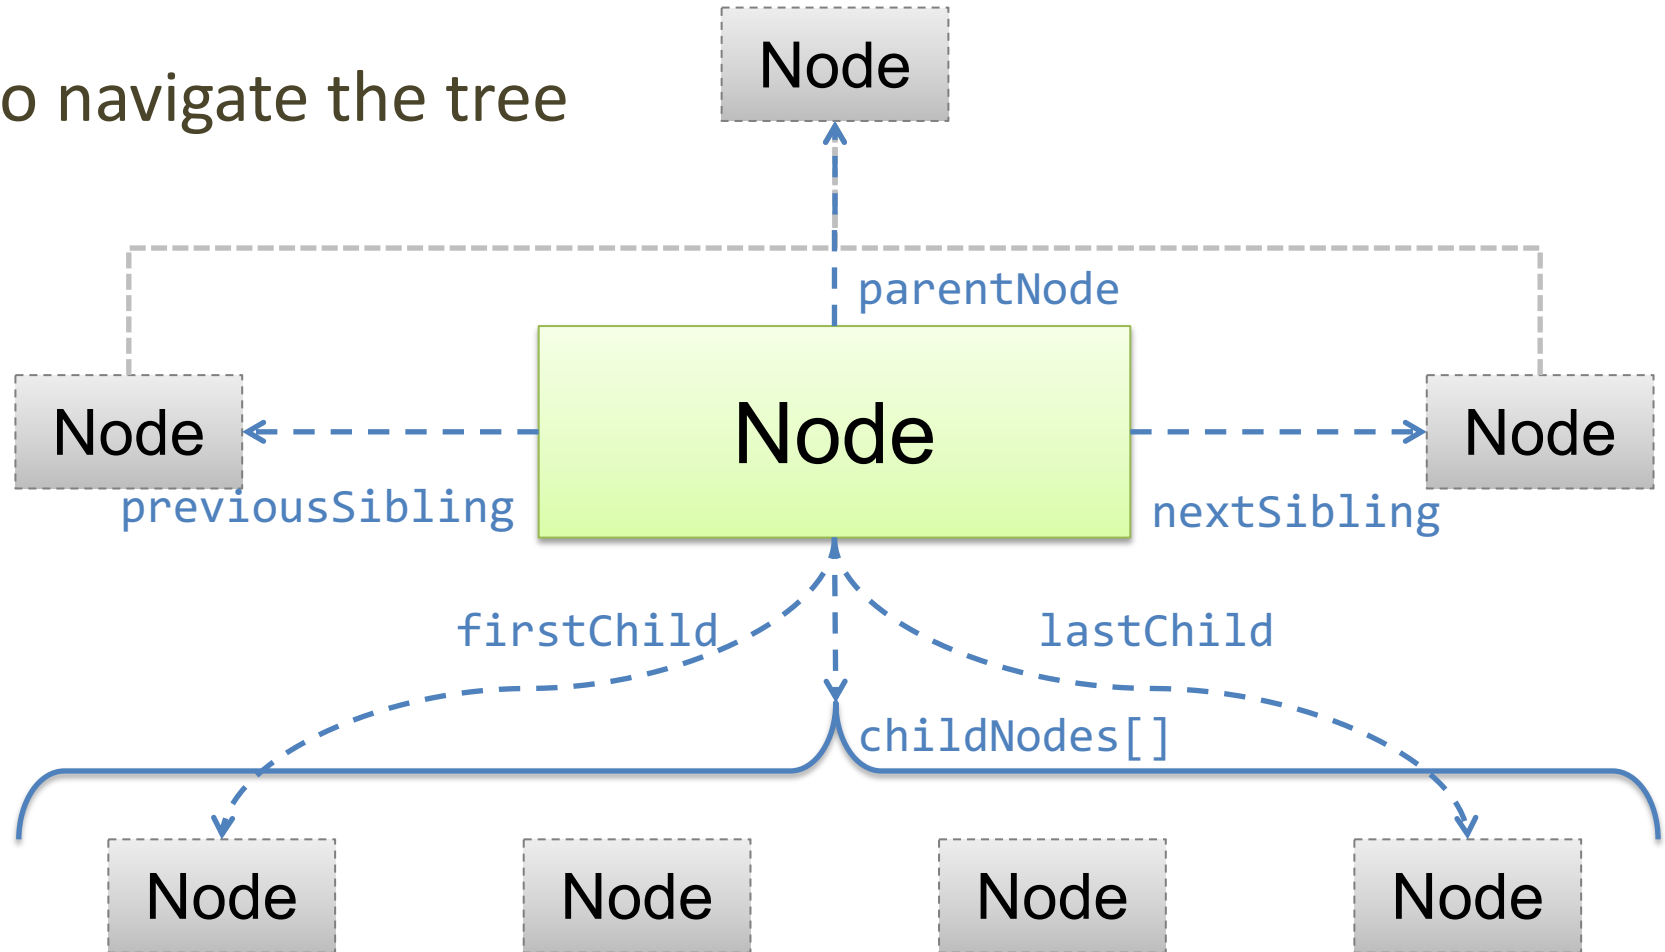 Node
o navigate the tree
parentNode
Node
Node
Node
previousSibling
nextSibling
firstChild
lastChild
childNodes[]
Node
Node
Node
Node